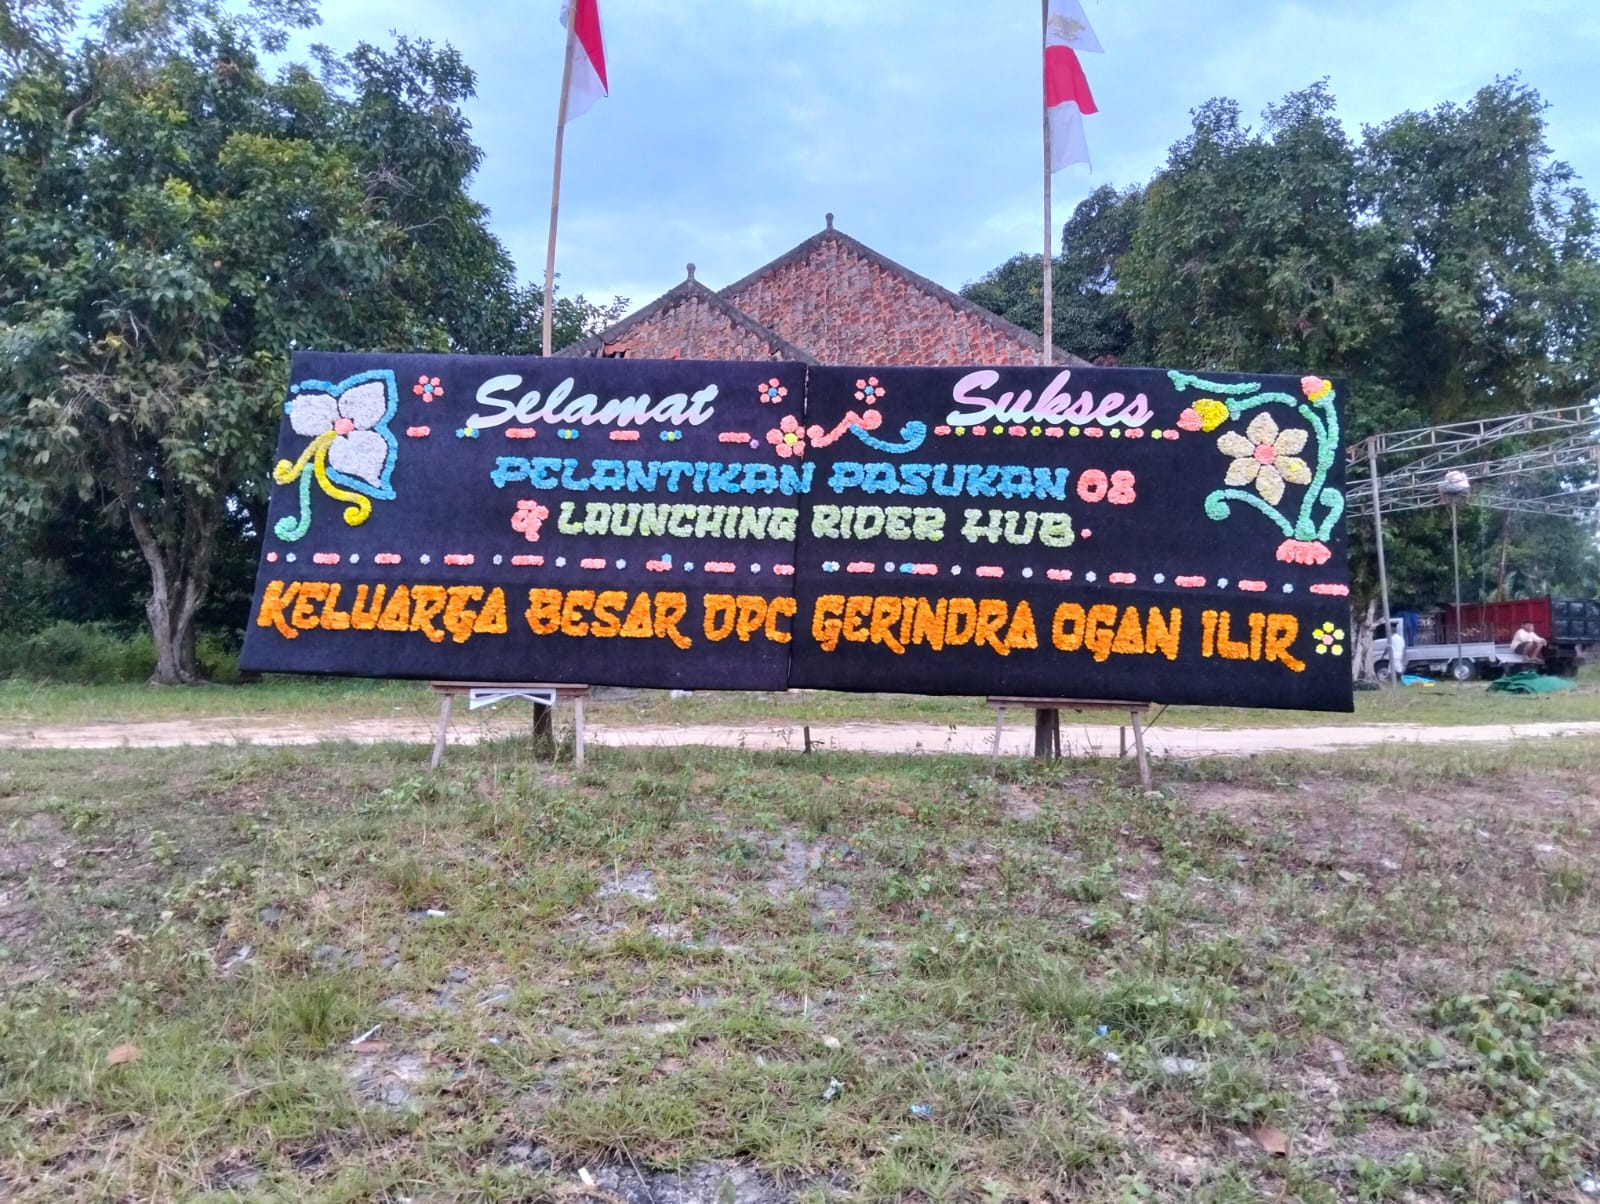 Selamat Sukses
PELANTIKAN PASUKAN 08
& LAUNCHING RIDER HUB
KELUARGA BESAR DPC GERINDRA OGAN ILIR